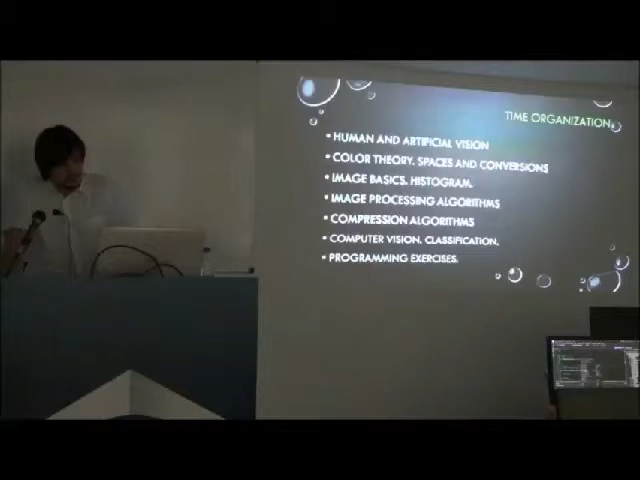 TIME ORGANIZATION
• HUMAN AND ARTIFICIAL VISION
• COLOR THEORY. SPACES AND CONVERSIONS
• IMAGE BASICS. HISTOGRAM.
• IMAGE PROCESSING ALGORITHMS
• COMPRESSION ALGORITHMS
• COMPUTER VISION. CLASSIFICATION.
• PROGRAMMING EXERCISES.